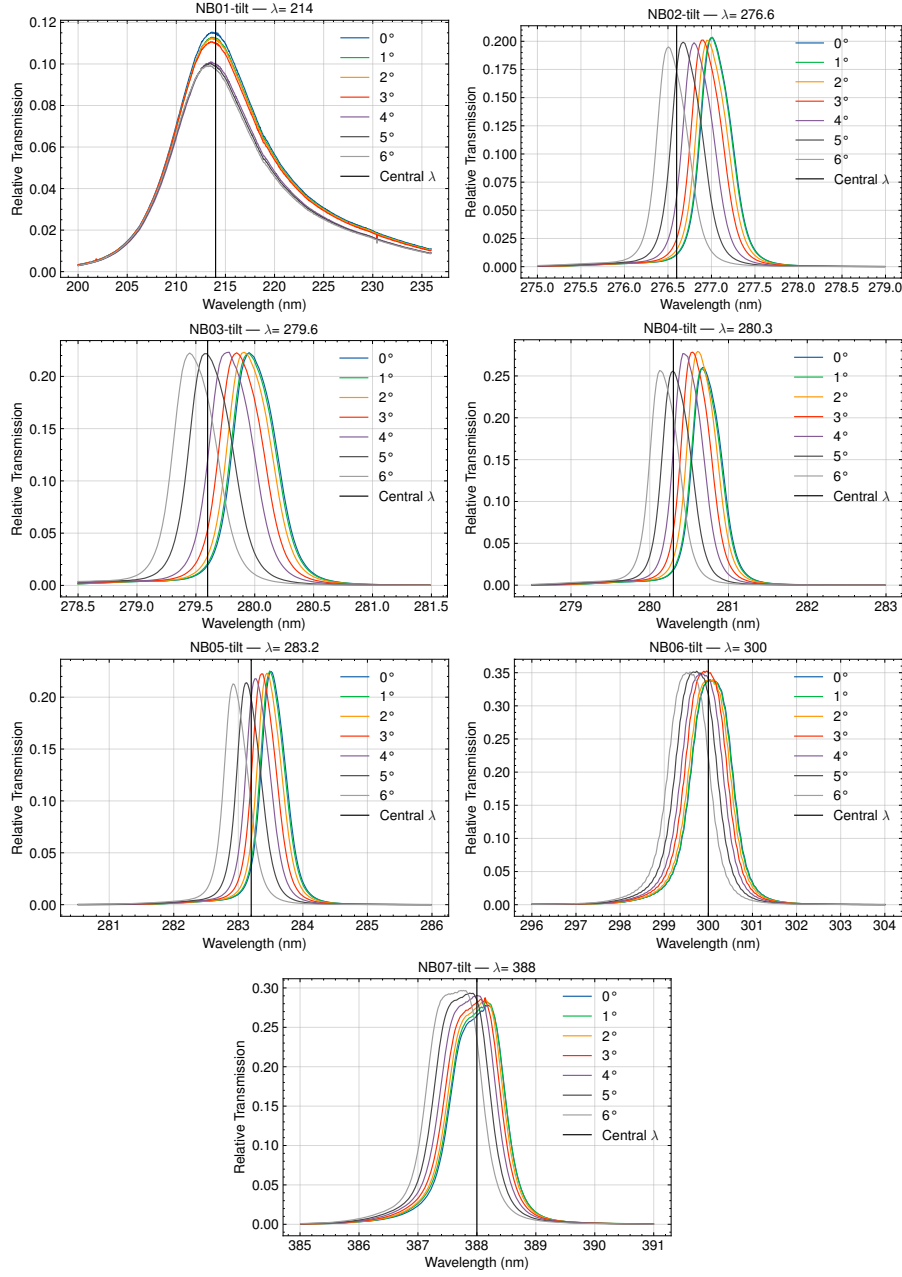 NB01-tilt — λ= 214
Relative Transmission
0.12
0.10
0.08
0.06
0.04
0.02
0.00
0°
1°
2°
3°
4°
5°
6°
Central λ
200 205 210 215 220 225 230 235
Wavelength (nm)
NB02-tilt — λ= 276.6
Relative Transmission
0.200
0.175
0.150
0.125
0.100
0.075
0.050
0.025
0.000
0°
1°
2°
3°
4°
5°
6°
Central λ
275.0 275.5 276.0 276.5 277.0 277.5 278.0 278.5 279.0
Wavelength (nm)
NB03-tilt — λ= 279.6
Relative Transmission
0.20
0.15
0.10
0.05
0.00
0°
1°
2°
3°
4°
5°
6°
Central λ
278.5 279.0 279.5 280.0 280.5 281.0 281.5
Wavelength (nm)
NB04-tilt — λ= 280.3
Relative Transmission
0.25
0.20
0.15
0.10
0.05
0.00
0°
1°
2°
3°
4°
5°
6°
Central λ
279 280 281 282 283
Wavelength (nm)
NB05-tilt — λ= 283.2
Relative Transmission
0.20
0.15
0.10
0.05
0.00
0°
1°
2°
3°
4°
5°
6°
Central λ
281 282 283 284 285 286
Wavelength (nm)
NB06-tilt — λ= 300
Relative Transmission
0.35
0.30
0.25
0.20
0.15
0.10
0.05
0.00
0°
1°
2°
3°
4°
5°
6°
Central λ
296 297 298 299 300 301 302 303 304
Wavelength (nm)
NB07-tilt — λ= 388
Relative Transmission
0.30
0.25
0.20
0.15
0.10
0.05
0.00
0°
1°
2°
3°
4°
5°
6°
Central λ
385 386 387 388 389 390 391
Wavelength (nm)